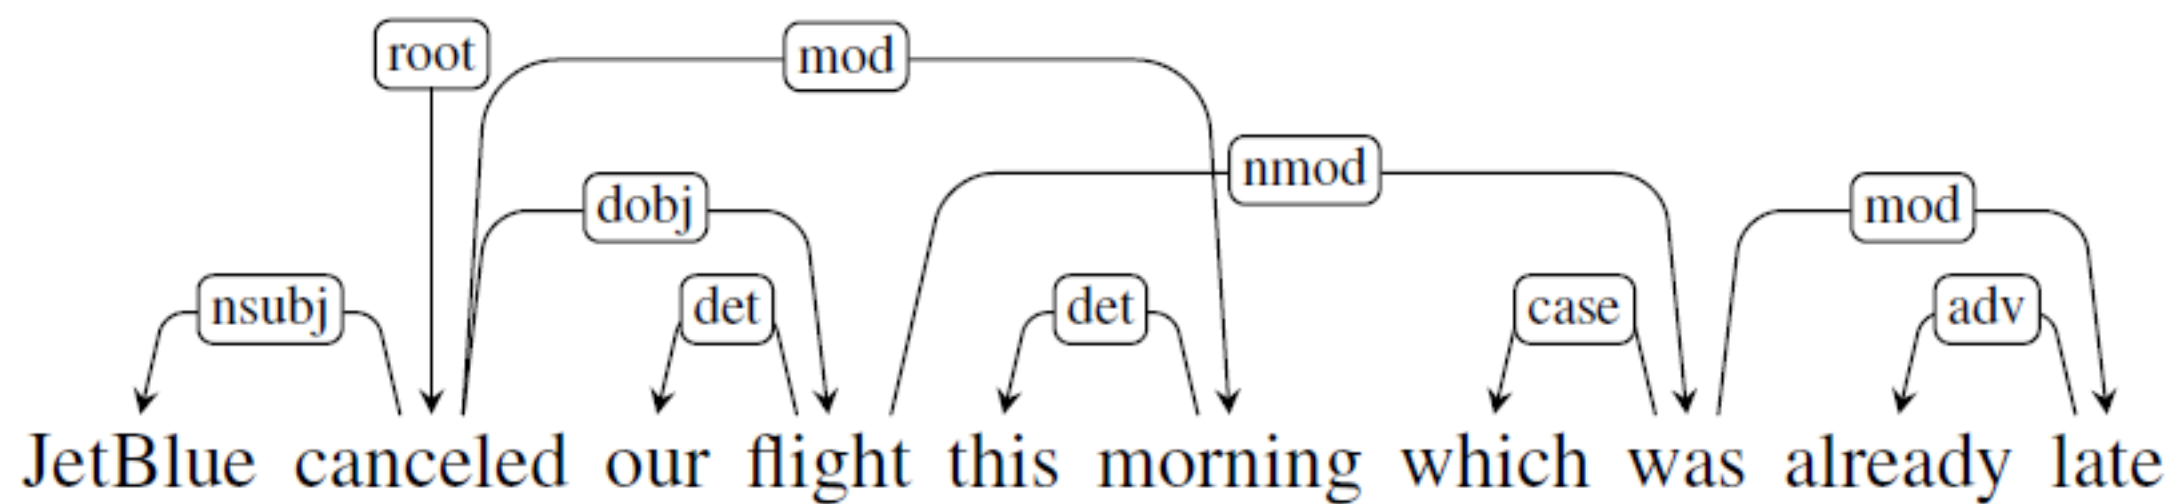 root mod
nmod
dobj mod
nsubj det det case adv
JetBlue canceled our flight this morning which was already late